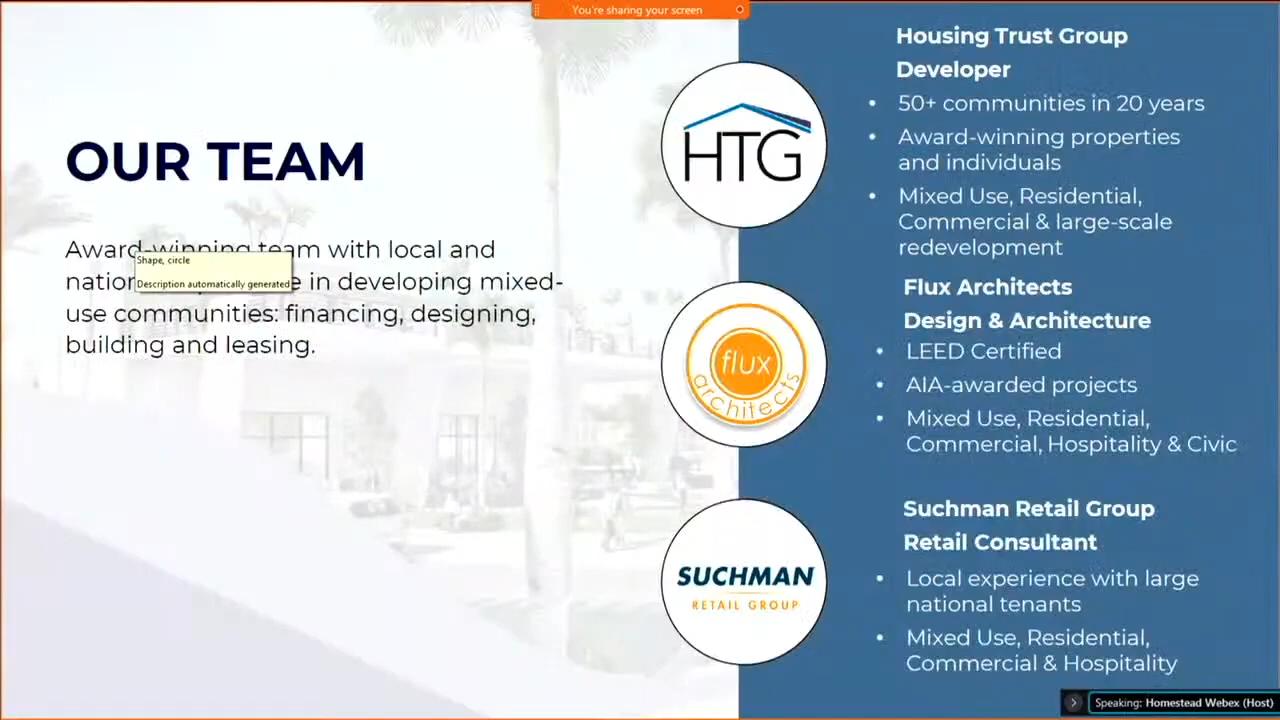 You're sharing your screen
OUR TEAM
Award-winning team with local and
in developing mixed-
use communities: financing, designing,
building and leasing.
Shape, circle
Description automatically generated
HTG
Housing Trust Group
Developer
• 50+ communities in 20 years
• Award-winning properties
and individuals
• Mixed Use, Residential,
Commercial & large-scale
redevelopment
flux
architects
Flux Architects
Design & Architecture
• LEED Certified
• AIA-awarded projects
• Mixed Use, Residential,
Commercial, Hospitality & Civic
SUCHMAN
RETAIL GROUP
Suchman Retail Group
Retail Consultant
• Local experience with large
national tenants
• Mixed Use, Residential,
Commercial & Hospitality
Speaking: Homestead Webex (Host)